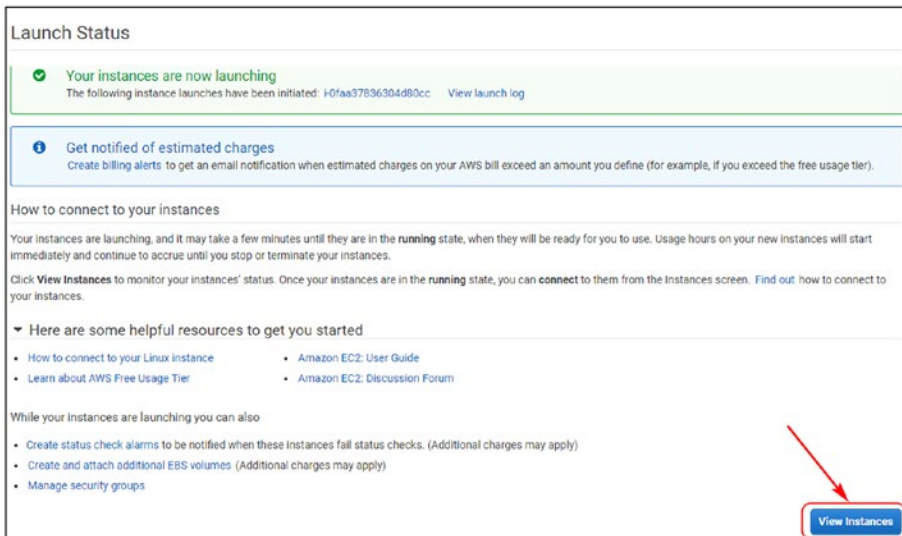 Launch Status
Your instances are now launching
The following instance launches have been initiated: i-0faa37836304d80cc View launch log
Get notified of estimated charges
Create billing alerts to get an email notification when estimated charges on your AWS bill exceed an amount you define (for example, if you exceed the free usage tier).
How to connect to your instances
Your instances are launching, and it may take a few minutes until they are in the running state, when they will be ready for you to use. Usage hours on your new instances will start
immediately and continue to accrue until you stop or terminate your instances.
Click View Instances to monitor your instances' status. Once your instances are in the running state, you can connect to them from the Instances screen. Find out how to connect to
your instances.
Here are some helpful resources to get you started
• How to connect to your Linux instance • Amazon EC2: User Guide
• Learn about AWS Free Usage Tier • Amazon EC2: Discussion Forum
While your instances are launching you can also
• Create status check alarms to be notified when these instances fail status checks. (Additional charges may apply)
• Create and attach additional EBS volumes (Additional charges may apply)
• Manage security groups
View Instances